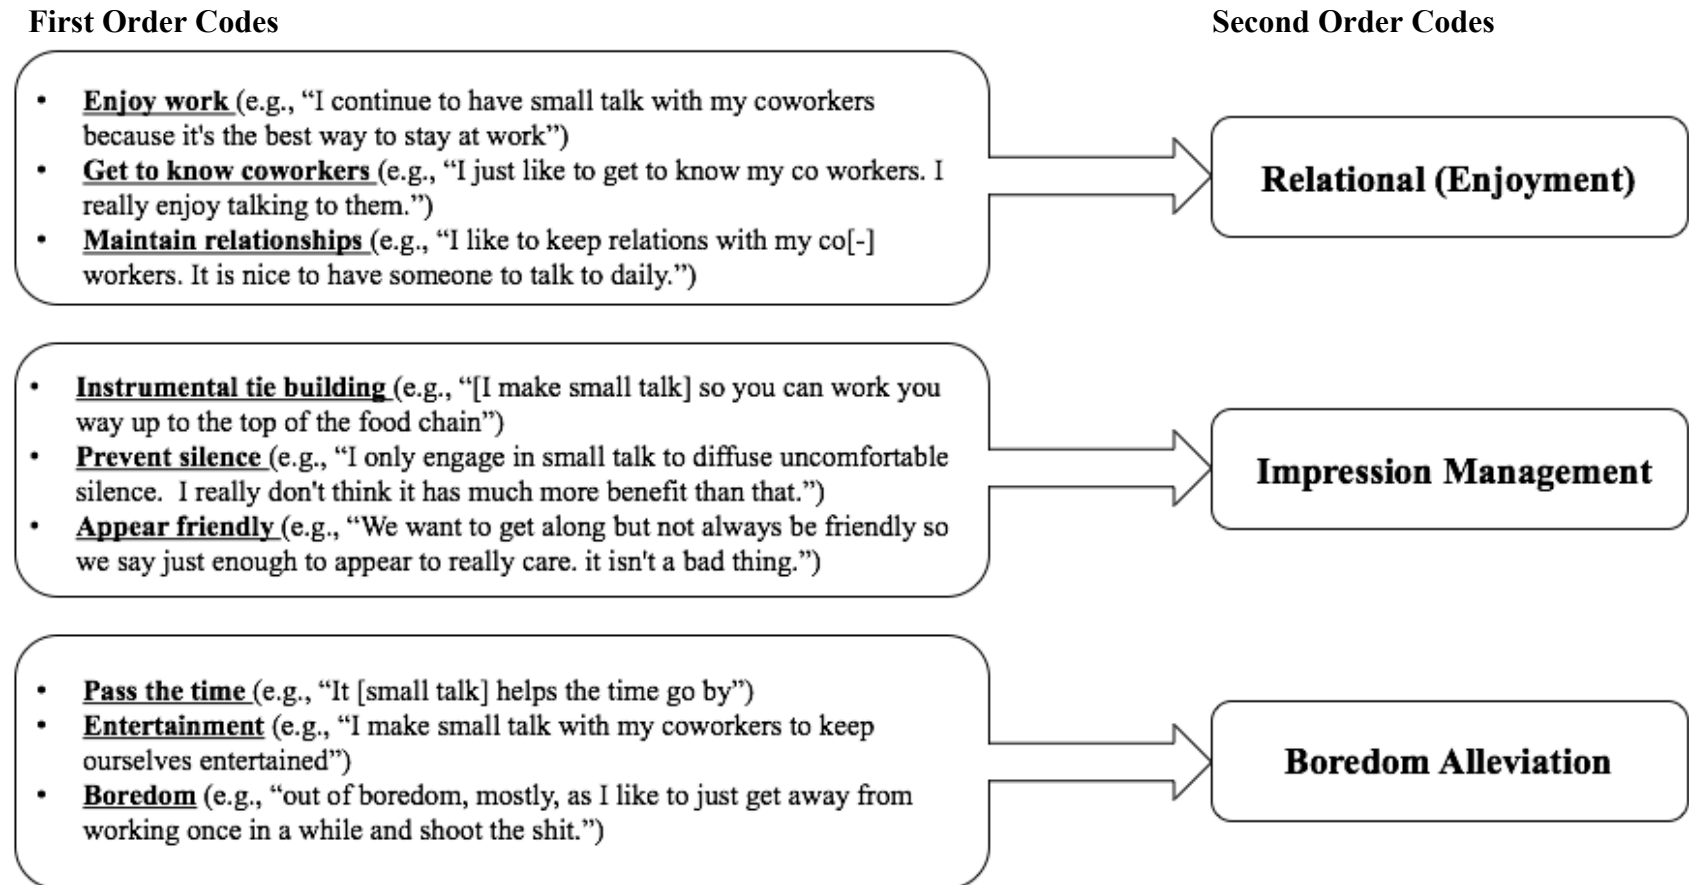 First Order Codes
Second Order Codes
• Enjoy work (e.g., “I continue to have small talk with my coworkers
because it's the best way to stay at work”)
• Get to know coworkers (e.g., “I just like to get to know my co workers. I
really enjoy talking to them.”)
• Maintain relationships (e.g., “I like to keep relations with my co[-]
workers. It is nice to have someone to talk to daily.”)
Relational (Enjoyment)
• Instrumental tie building (e.g., “[I make small talk] so you can work you
way up to the top of the food chain”)
• Prevent silence (e.g., “I only engage in small talk to diffuse uncomfortable
silence.  I really don't think it has much more benefit than that.”)
• Appear friendly (e.g., “We want to get along but not always be friendly so
we say just enough to appear to really care. it isn't a bad thing.”)
Impression Management
• Pass the time (e.g., “It [small talk] helps the time go by”)
• Entertainment (e.g., “I make small talk with my coworkers to keep
ourselves entertained”)
• Boredom (e.g., “out of boredom, mostly, as I like to just get away from
working once in a while and shoot the shit.”)
Boredom Alleviation